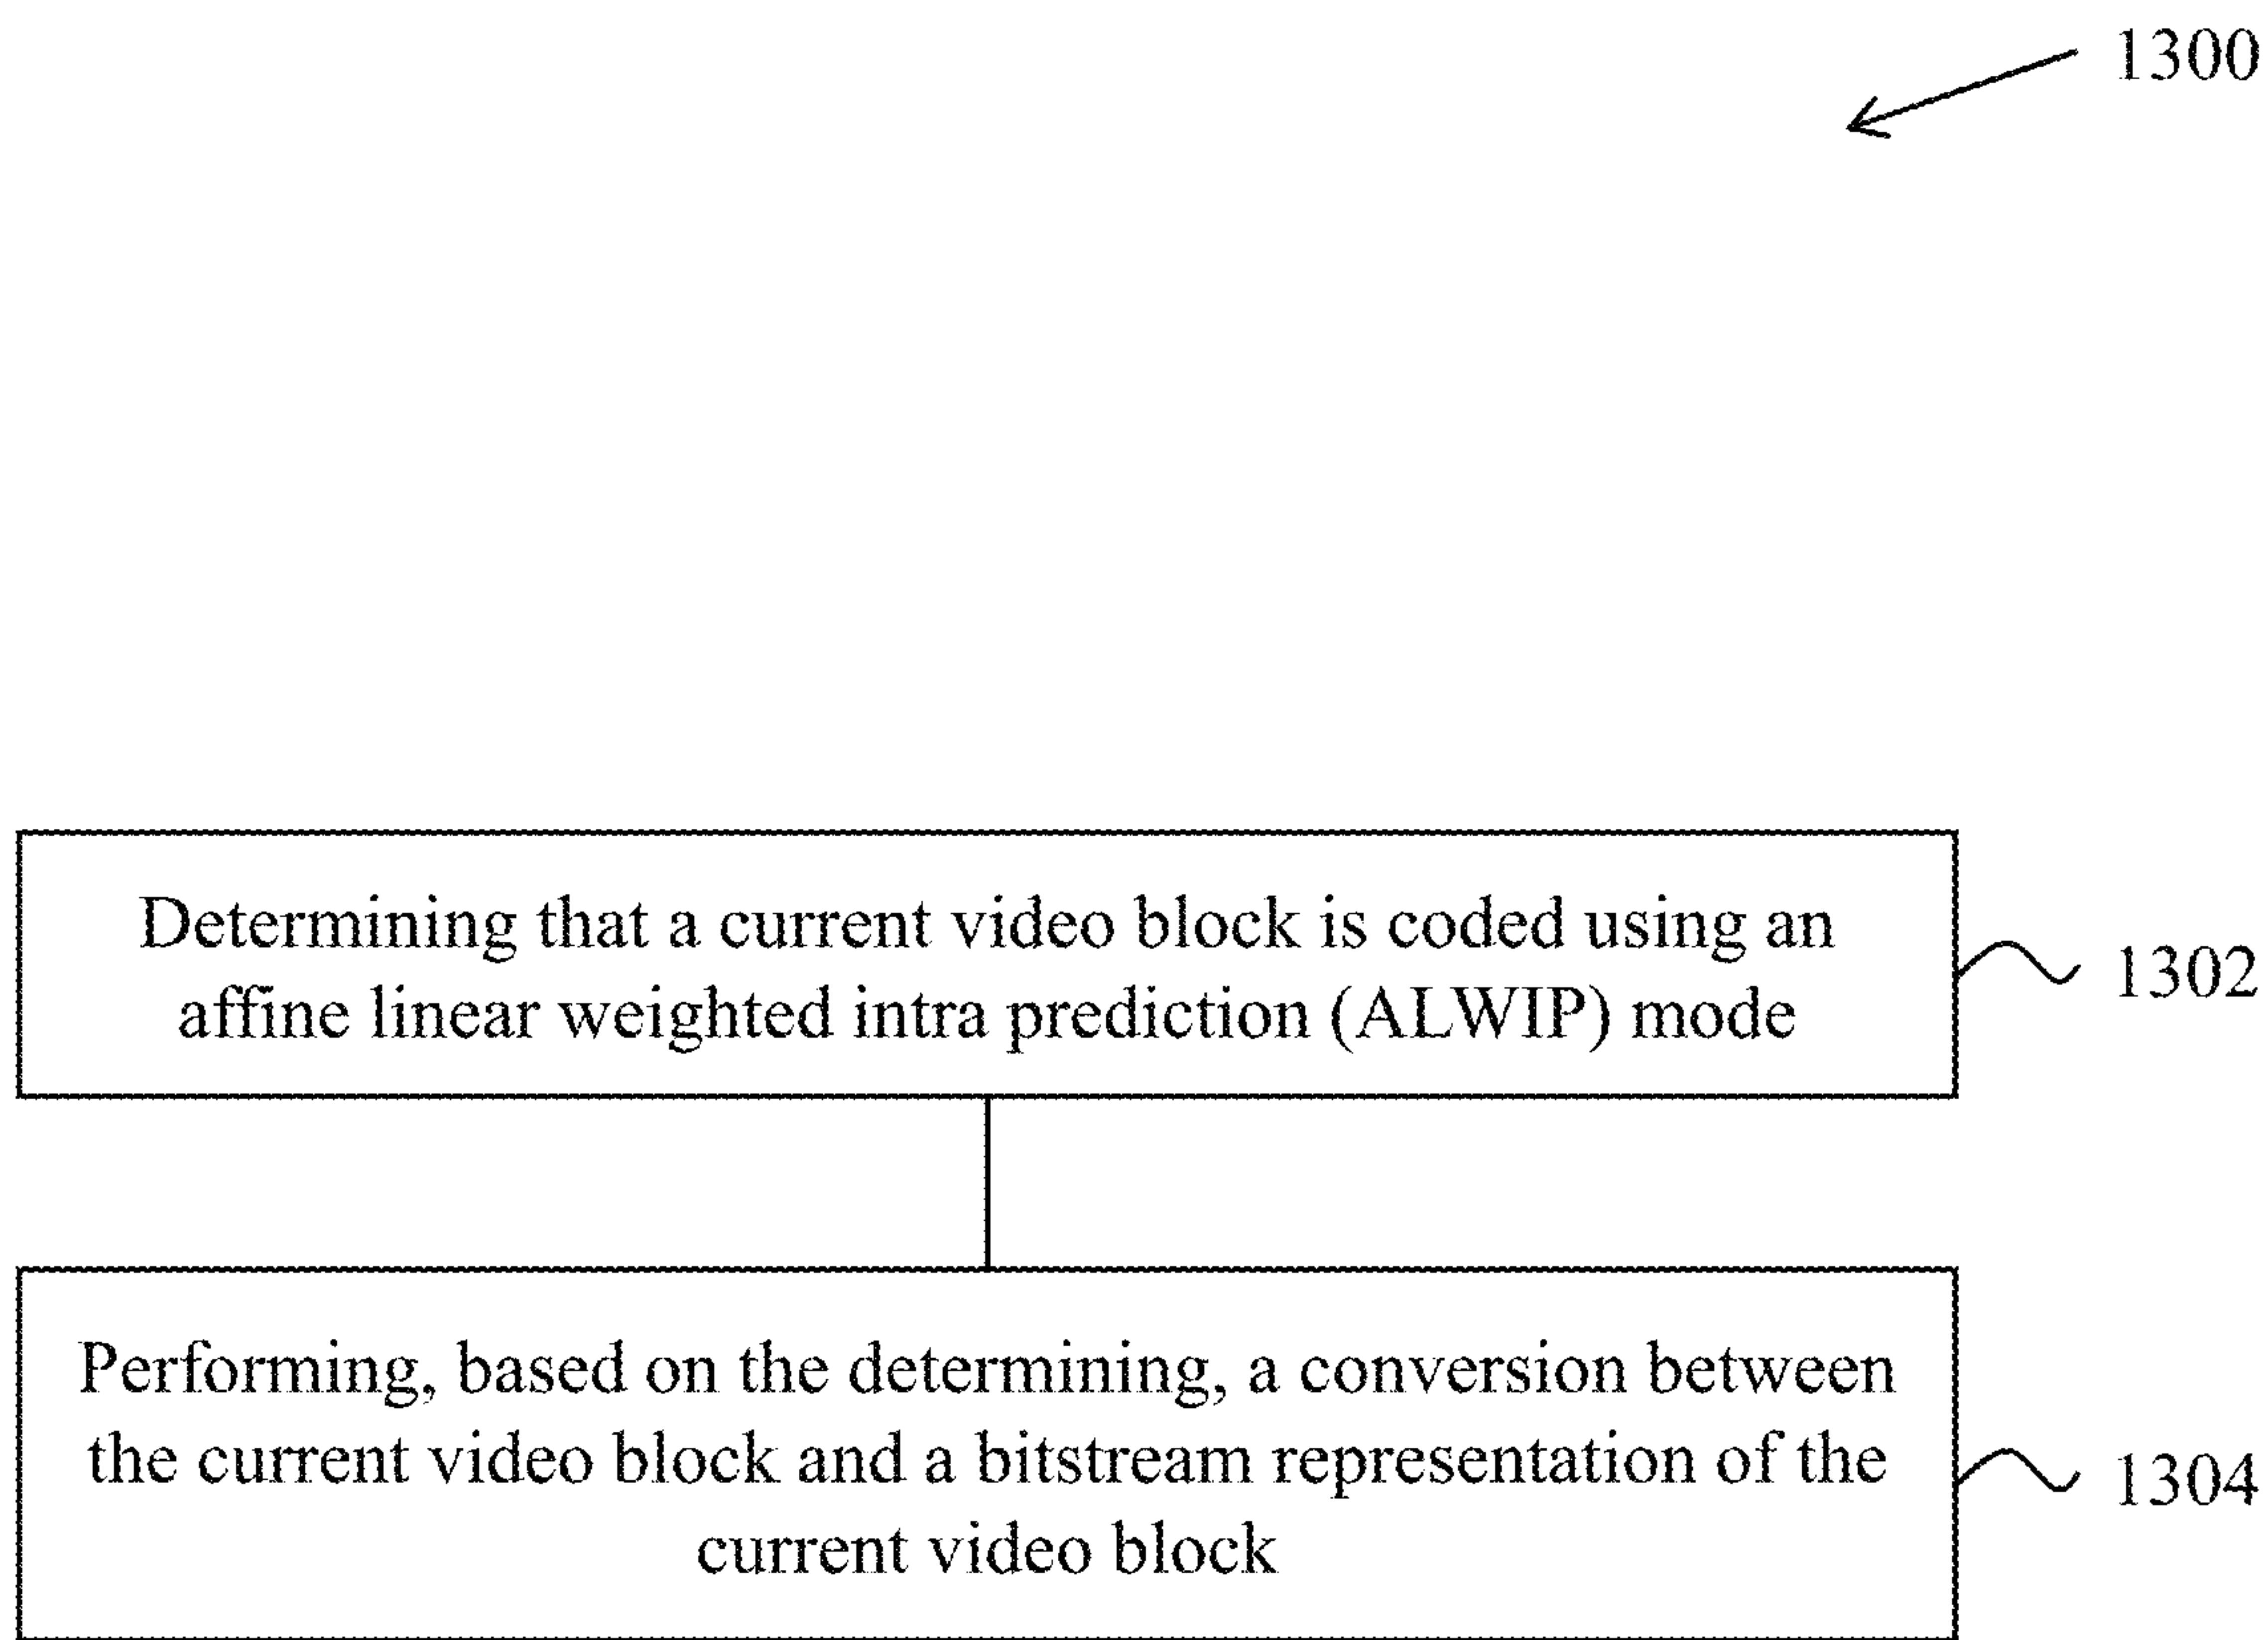 1300
Determining that a current video block is coded using an
affine linear weighted intra prediction (ALWIP) mode
1302
Performing, based on the determining, a conversion between
the current video block and a bitstream representation of the
current video block
1304